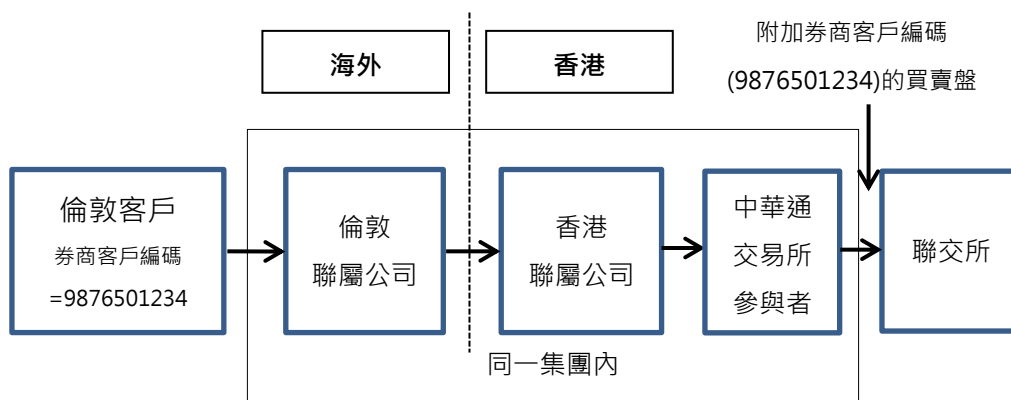 海外
香港
附加券商客戶編碼
(9876501234)的買賣盤
倫敦客戶
券商客戶編碼
=9876501234
倫敦
聯屬公司
香港
聯屬公司
中華通
交易所
參與者
聯交所
同一集團內